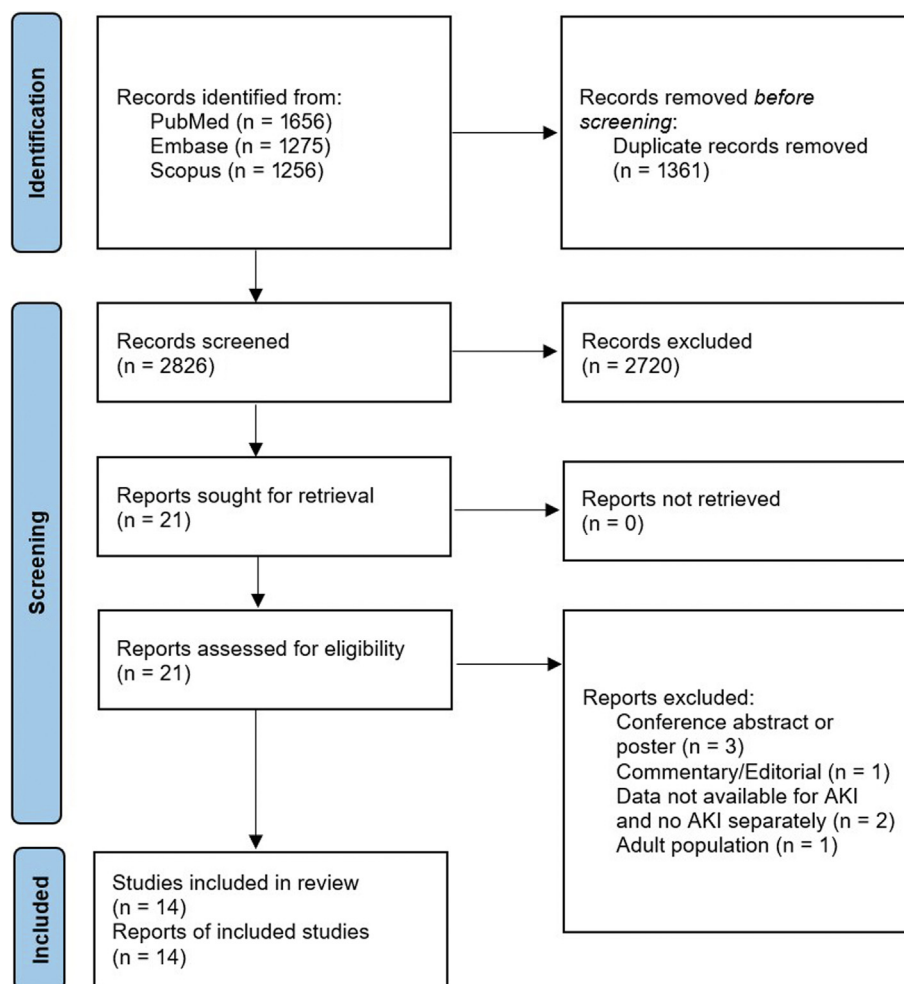 Identification
Records identified from:
PubMed (n = 1656)
Embase (n = 1275)
Scopus (n = 1256)
Records removed before
screening:
Duplicate records removed
(n = 1361)
Screening
Records screened
(n = 2826)
Records excluded
(n = 2720)
Reports sought for retrieval
(n = 21)
Reports not retrieved
(n = 0)
Reports assessed for eligibility
(n = 21)
Reports excluded:
Conference abstract or
poster (n = 3)
Commentary/Editorial (n = 1)
Data not available for AKI
and no AKI separately (n = 2)
Adult population (n = 1)
Included
Studies included in review
(n = 14)
Reports of included studies
(n = 14)